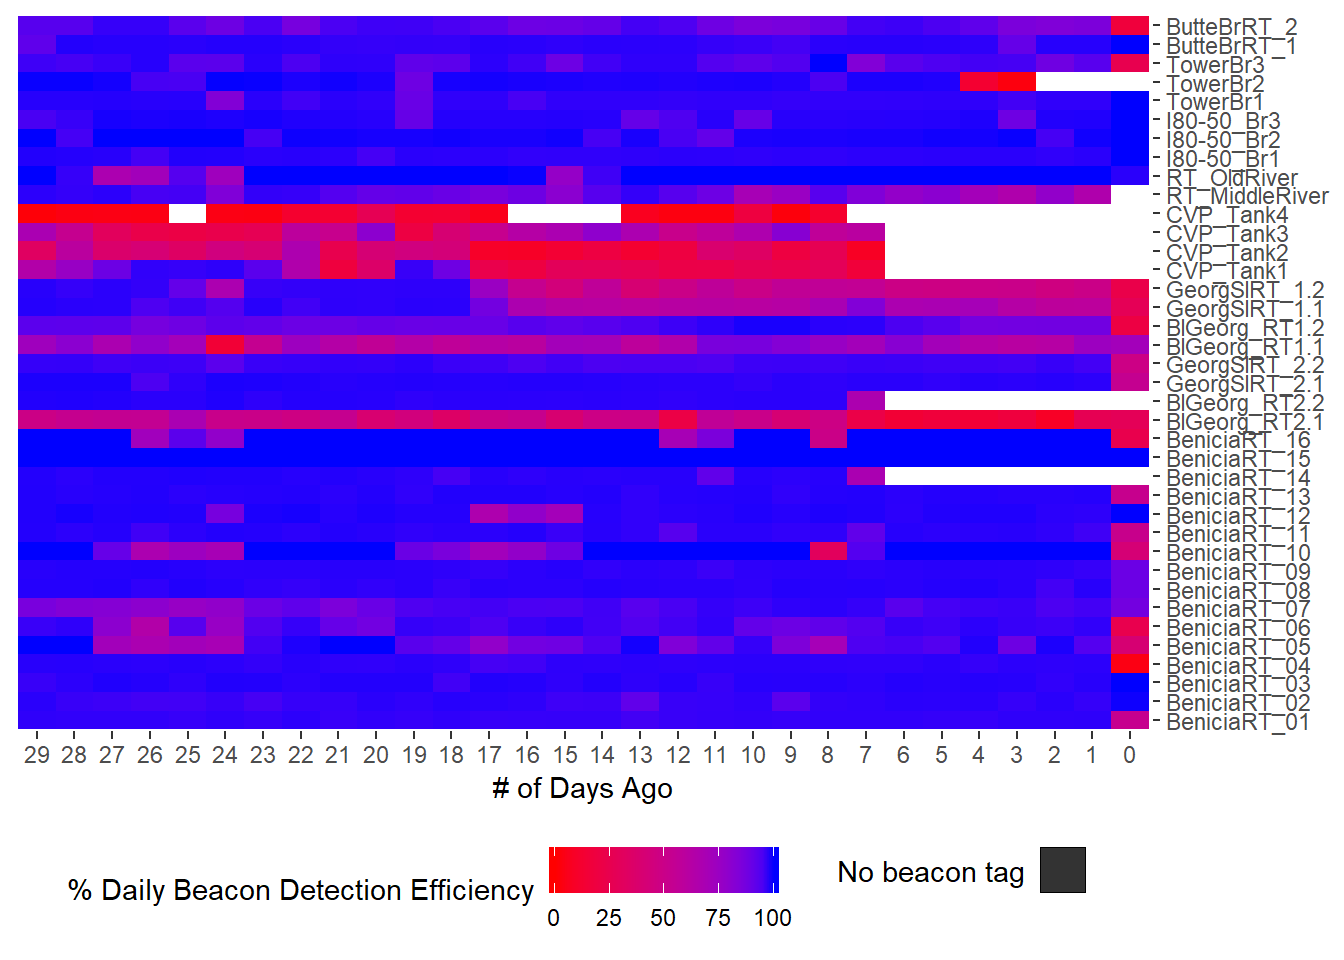 ButteBrRT_2
ButteBrRT_1
TowerBr3
TowerBr2
TowerBr1
I80-50_Br3
I80-50_Br2
I80-50_Br1
RT_OldRiver
RT_MiddleRiver
CVP_Tank4
CVP_Tank3
CVP_Tank2
CVP_Tank1
GeorgSlRT_1.2
GeorgSlRT_1.1
BlGeorg_RT1.2
BlGeorg_RT1.1
GeorgSlRT_2.2
GeorgSlRT_2.1
BlGeorg_RT2.2
BlGeorg_RT2.1
BeniciaRT_16
BeniciaRT_15
BeniciaRT_14
BeniciaRT_13
BeniciaRT_12
BeniciaRT_11
BeniciaRT_10
BeniciaRT_09
BeniciaRT_08
BeniciaRT_07
BeniciaRT_06
BeniciaRT_05
BeniciaRT_04
BeniciaRT_03
BeniciaRT_02
BeniciaRT_01
29 28 27 26 25 24 23 22 21 20 19 18 17 16 15 14 13 12 11 10 9 8 7 6 5 4 3 2 1 0
# of Days Ago
% Daily Beacon Detection Efficiency
0 25 50 75 100
No beacon tag